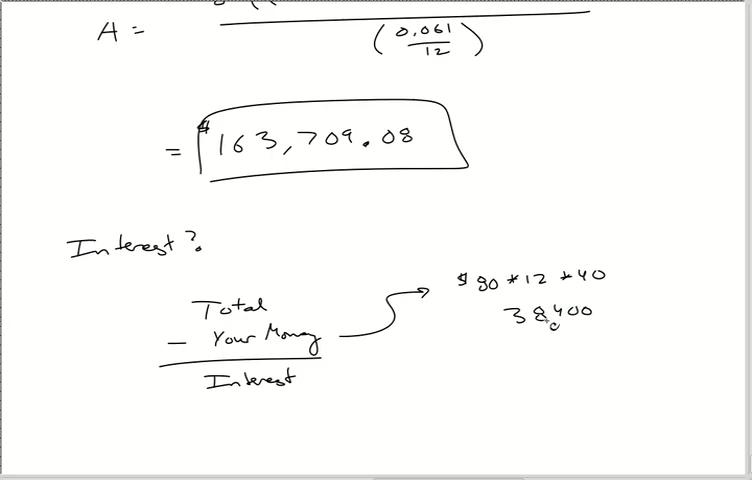 A =
( 0.061
12 )
= $163,709.08
Interest?
Total
- Your Money
Interest
$80 * 12 * 40
38,400